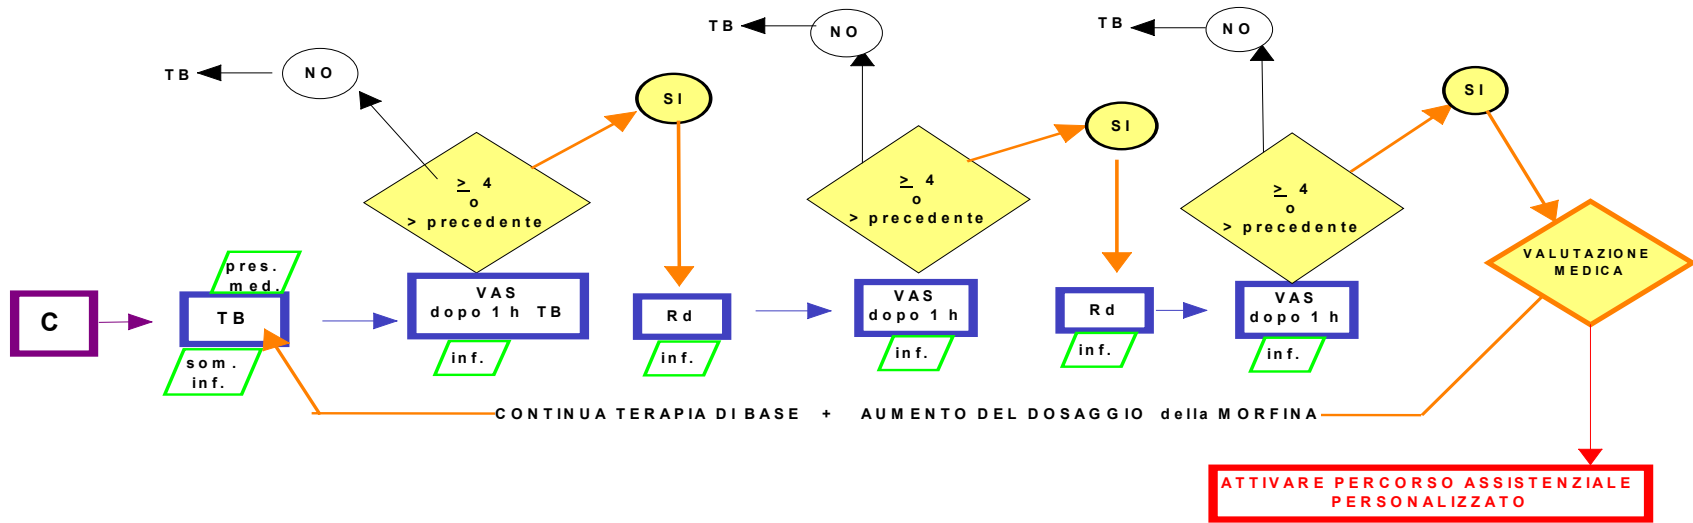 TB
NO
SI
≥ 4
o
> precedente
TB
NO
SI
≥ 4
o
> precedente
TB
NO
SI
≥ 4
o
> precedente
VALUTAZIONE
MEDICA
C
pres.
med.
TB
som.
inf.
VAS
dopo 1 h TB
inf.
Rd
inf.
VAS
dopo 1 h
inf.
Rd
inf.
VAS
dopo 1 h
inf.
CONTINUA TERAPIA DI BASE + AUMENTO DEL DOSAGGIO della MORFINA
ATTIVARE PERCORSO ASSISTENZIALE
PERSONALIZZATO